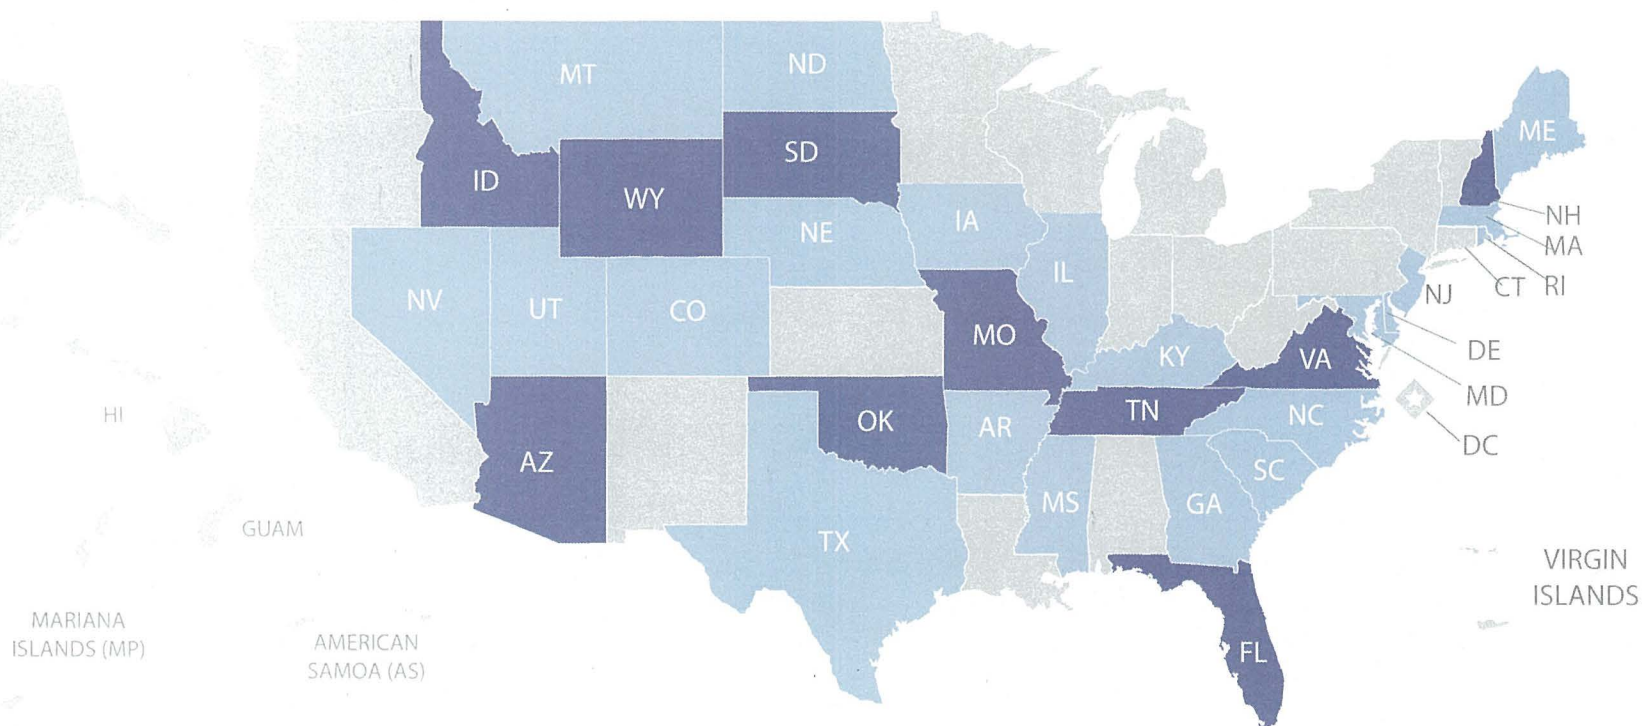 MT
ND
ME
SD
ID
WY
NH
IA
NE
MA
IL
NV
UT
CO
NJ
CT
RI
MO
KY
VA
DE
MD
TN
NC
OK
AR
HI
DC
AZ
SC
MS
GA
GUAM
TX
VIRGIN
ISLANDS
MARIANA
ISLANDS (MP)
AMERICAN
SAMOA (AS)
FL